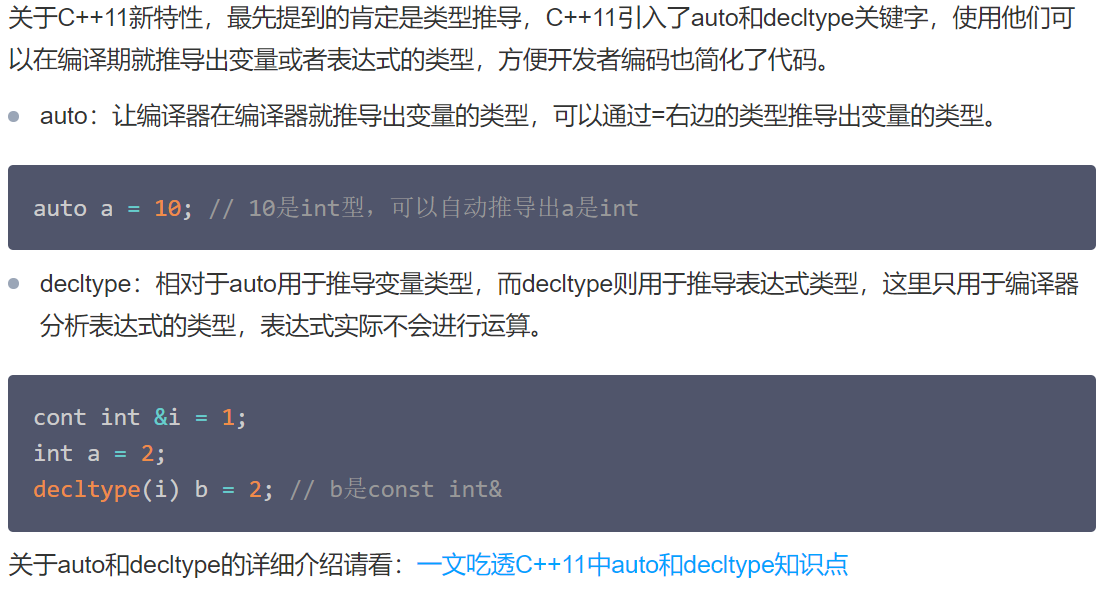 关于C++11新特性，最先提到的肯定是类型推导，C++11引入了auto和decltype关键字，使用他们可
以在编译期就推导出变量或者表达式的类型，方便开发者编码也简化了代码。
auto：让编译器在编译器就推导出变量的类型，可以通过=右边的类型推导出变量的类型。
auto a = 10; // 10是int型，可以自动推导出a是int
decltype：相对于auto用于推导变量类型，而decltype则用于推导表达式类型，这里只用于编译器
分析表达式的类型，表达式实际不会进行运算。
cont int &i = 1;
int a = 2;
decltype(i) b = 2; // b是const int&
关于auto和decltype的详细介绍请看：一文吃透C++11中auto和decltype知识点